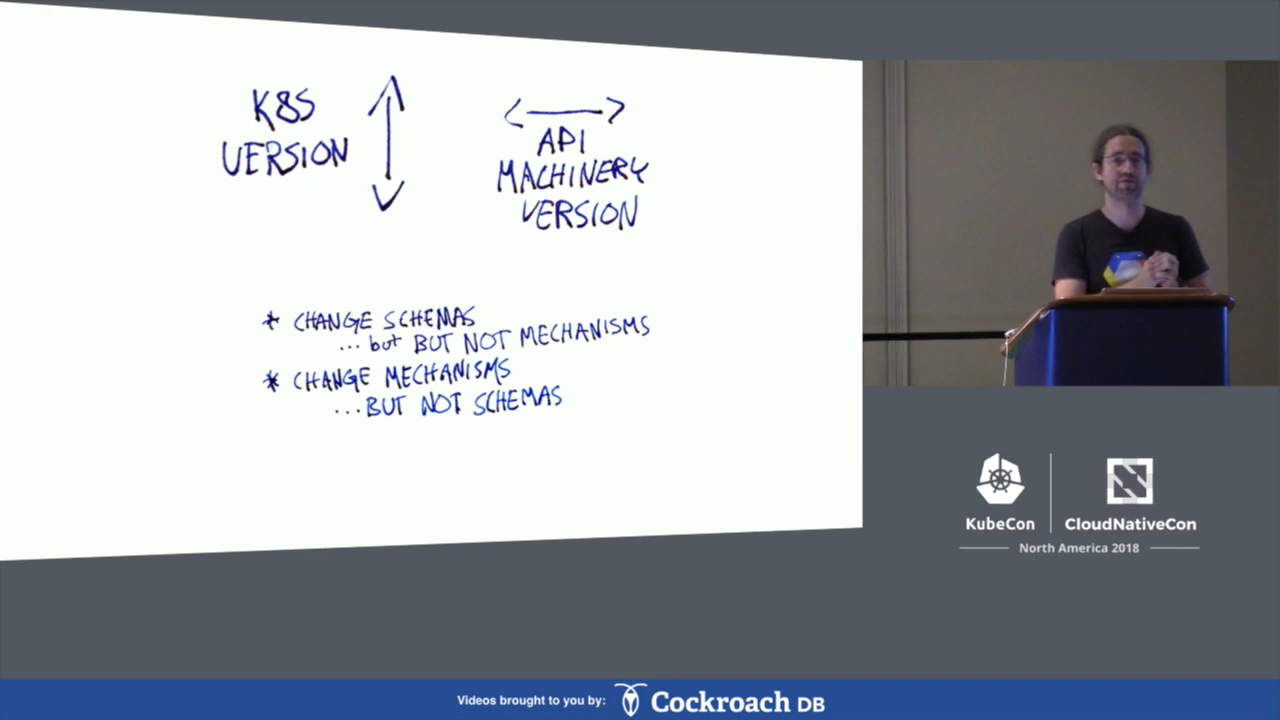 K8S
VERSION
API
MACHINERY
VERSION
* CHANGE SCHEMAS
...but BUT NOT MECHANISMS
* CHANGE MECHANISMS
...BUT NOT SCHEMAS
KubeCon
CloudNativeCon
North America 2018
Videos brought to you by:
Cockroach DB